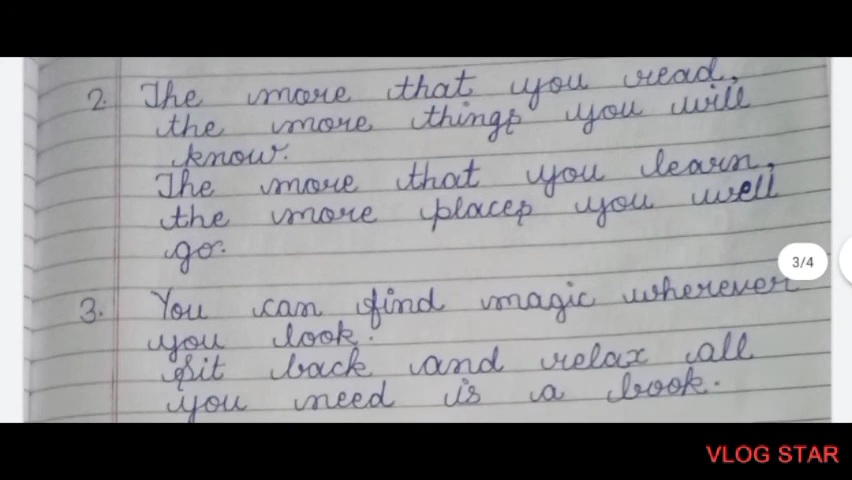 2. The more that you read,
the more things you will
know.
The more that you learn,
the more places you well
go.
3/4
3. You can find magic wherever
you look.
Sit back and relax all
you need is a book.
VLOG STAR